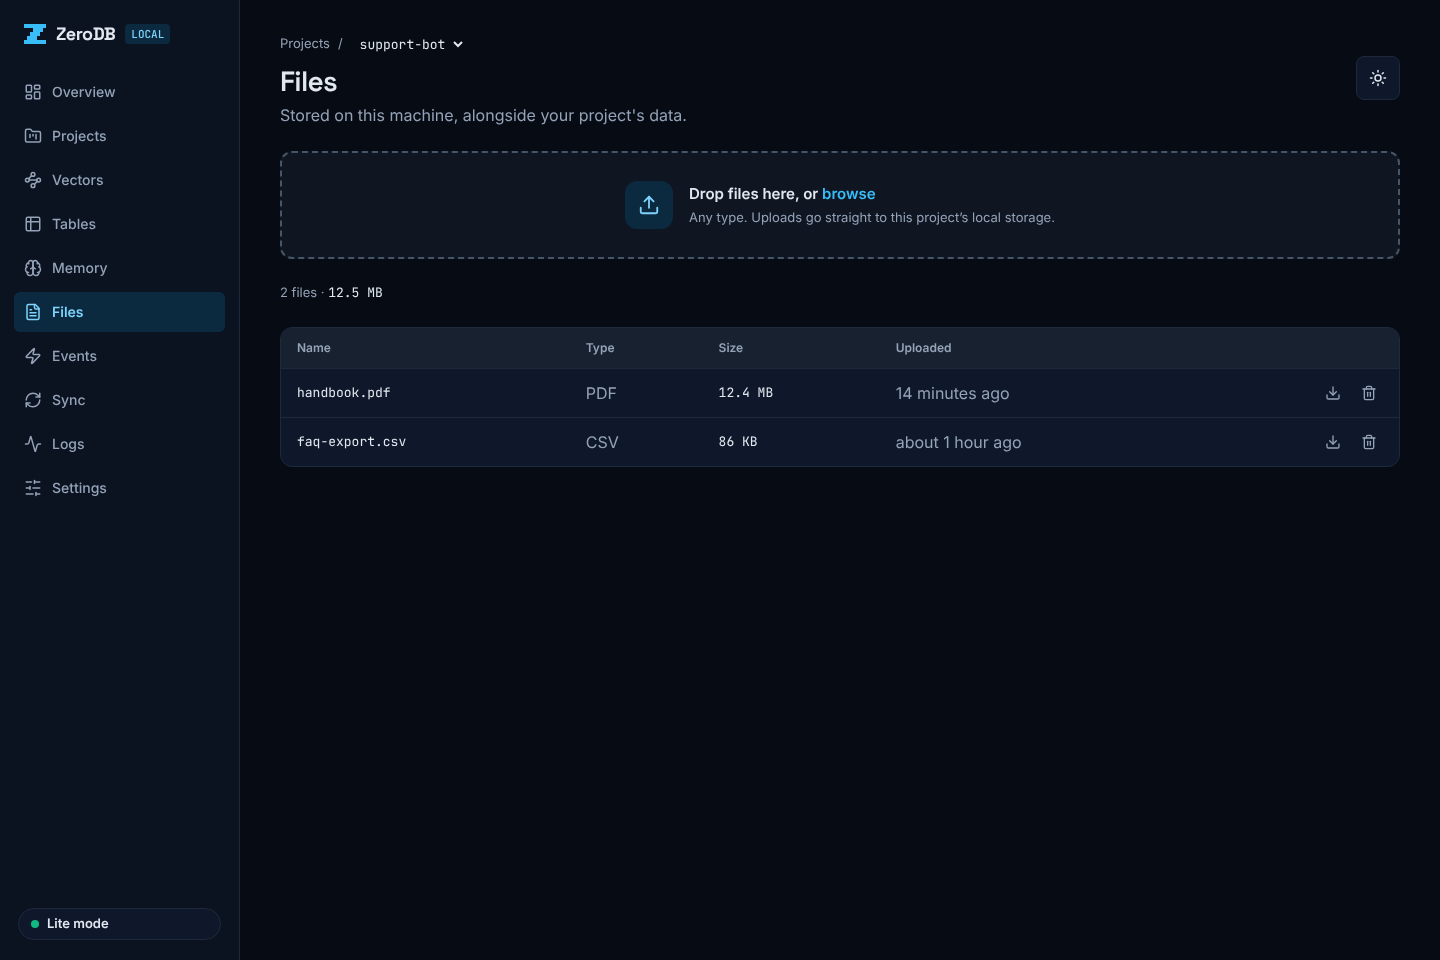 ZeroDB LOCAL
Overview
Projects
Vectors
Tables
Memory
Files
Events
Sync
Logs
Settings
Lite mode
Projects / support-bot
Files
Stored on this machine, alongside your project's data.
Drop files here, or browse
Any type. Uploads go straight to this project’s local storage.
2 files · 12.5 MB
Name Type Size Uploaded
handbook.pdf PDF 12.4 MB 14 minutes ago
faq-export.csv CSV 86 KB about 1 hour ago